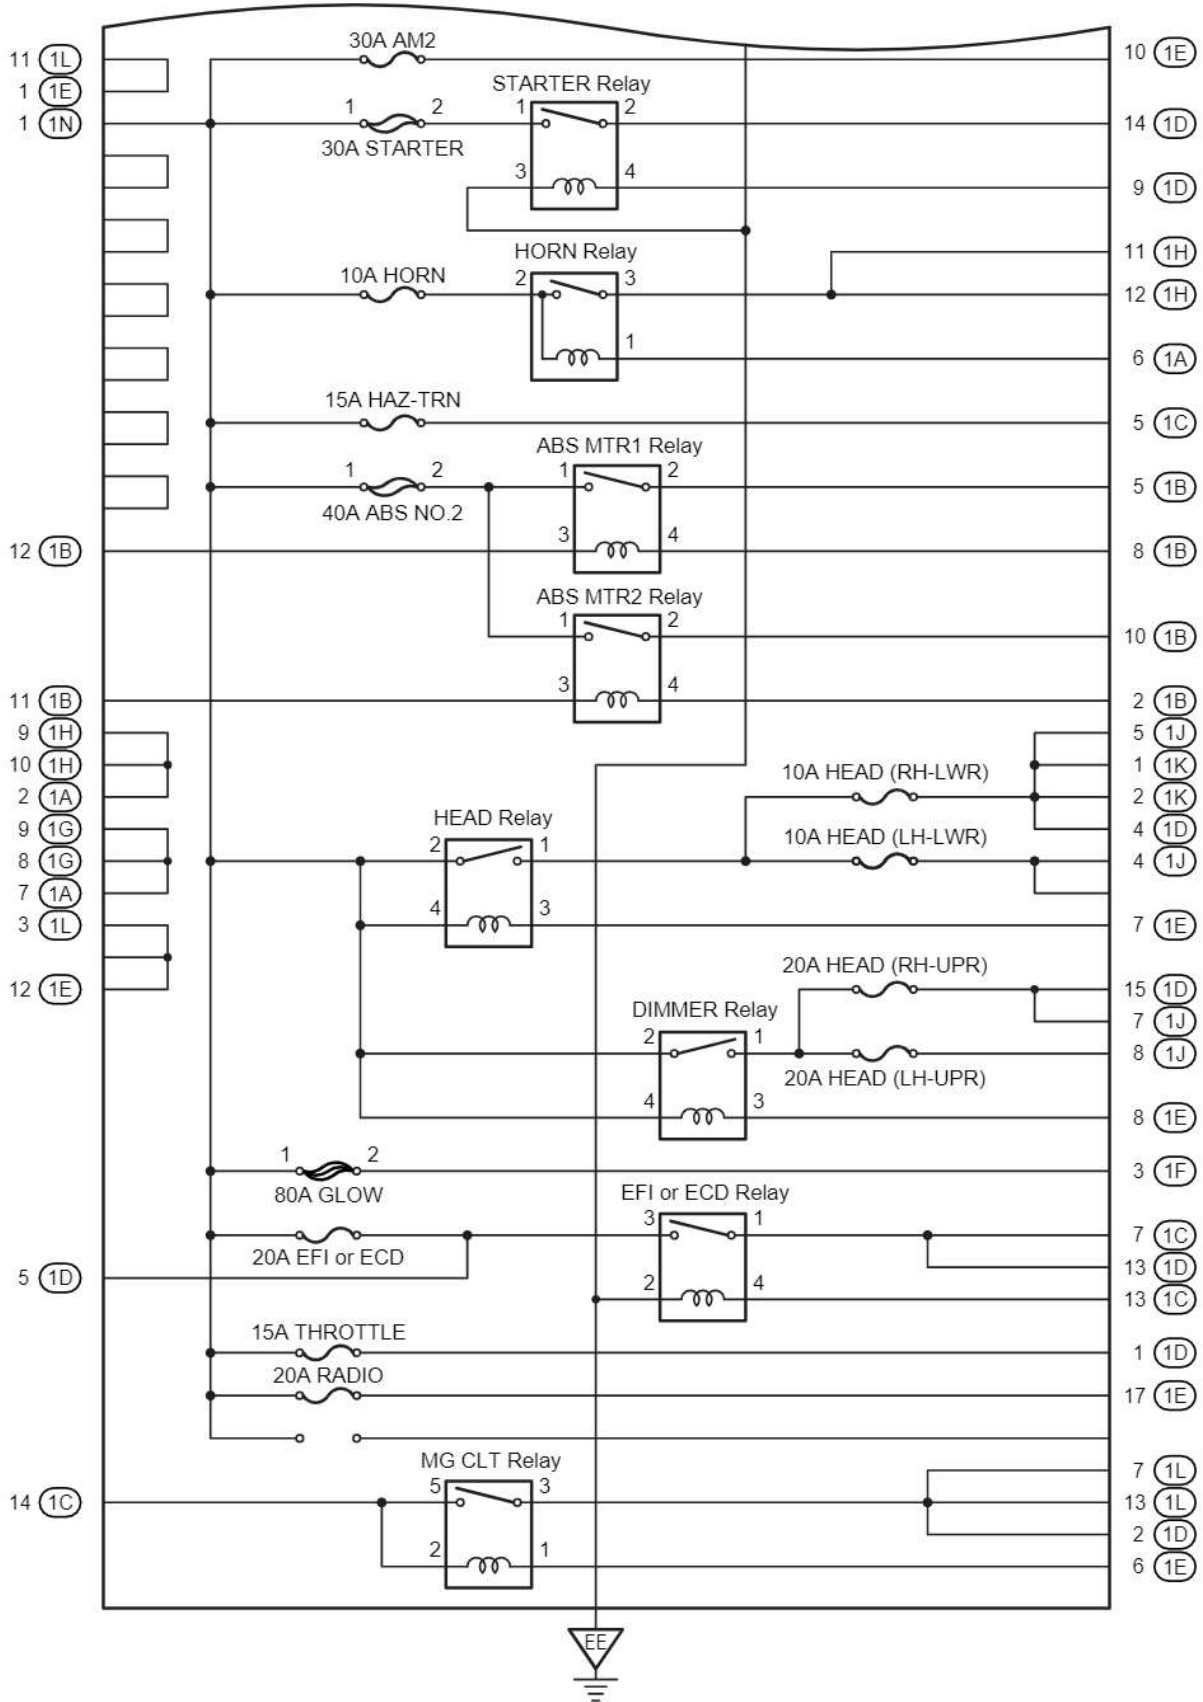 30A AM2
11 1L
10 1E
1 1E
STARTER Relay
1 1N
1 2
1 2
14 1D
30A STARTER
3 4
9 1D
HORN Relay
11 1H
10A HORN
2 3
12 1H
1
6 1A
15A HAZ-TRN
5 1C
ABS MTR1 Relay
1 2
1 2
5 1B
40A ABS NO.2
12 1B
3 4
8 1B
ABS MTR2 Relay
1 2
10 1B
11 1B
3 4
2 1B
9 1H
5 1J
10 1H
10A HEAD (RH-LWR)
1 1K
2 1A
2 1K
9 1G
HEAD Relay
10A HEAD (LH-LWR)
4 1D
8 1G
2 1
4 1J
7 1A
3 1L
4 3
7 1E
12 1E
20A HEAD (RH-UPR)
15 1D
DIMMER Relay
7 1J
2 1
8 1J
20A HEAD (LH-UPR)
4 3
8 1E
1 2
3 1F
80A GLOW
EFI or ECD Relay
3 1
7 1C
20A EFI or ECD
13 1D
5 1D
2 4
13 1C
15A THROTTLE
1 1D
20A RADIO
17 1E
MG CLT Relay
7 1L
14 1C
5 3
13 1L
2 1D
2 1
6 1E
EE